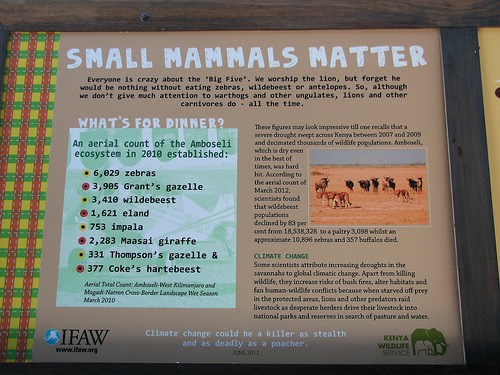 SMALL MAMMALS MATTER
Everyone is crazy about the 'Big Five'. We worship the lion, but forget he
would be nothing without eating zebras, wildebeest or antelopes. So, although
we don't give much attention to warthogs and other ungulates, lions and other
carnivores do - all the time.
WHAT'S FOR DINNER?
An aerial count of the Amboseli
ecosystem in 2010 established:
6,029 zebras
3,905 Grant's gazelle
3,410 wildebeest
1,621 eland
753 impala
2,283 Maasai giraffe
331 Thompson's gazelle &
377 Coke's hartebeest
Aerial Total Count: Amboseli-West Kilimanjaro and
Magadi-Natron Cross-Border Landscape Wet Season
March 2010
These figures may look impressive till one recalls that a
severe drought swept across Kenya between 2007 and 2009
and decimated thousands of wildlife populations. Amboseli,
which is dry even
in the best of
times, was hard
hit. According to
the aerial count of
March 2012,
scientists found
that wildebeest
populations
declined by 83 per
cent from 18,538,328 to a paltry 3,098 whilst an
approximate 10,896 zebras and 357 buffalos died.
CLIMATE CHANGE
Some scientists attribute increasing droughts in the
savannahs to global climatic change. Apart from killing
wildlife, they increase risks of bush fires, alter habitats and
fan human-wildlife conflicts because when starved off prey
in the protected areas, lions and other predators raid
livestock as desperate herders drive their livestock into
national parks and reserves in search of pasture and water.
IFAW
www.ifaw.org
Climate change could be a killer as stealth
and as deadly as a poacher.
JUNE 2012
KENYA
WILDLIFE
SERVICE